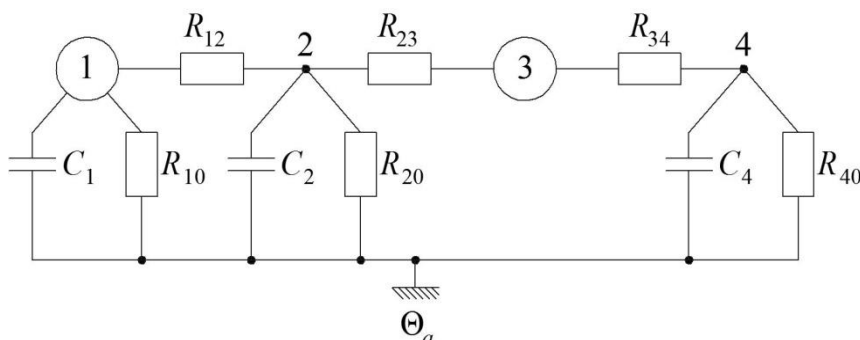 R₁₂ 2 R₂₃ R₃₄ 4
1 3
C₁ R₁₀ C₂ R₂₀ C₄ R₄₀
Θₐ